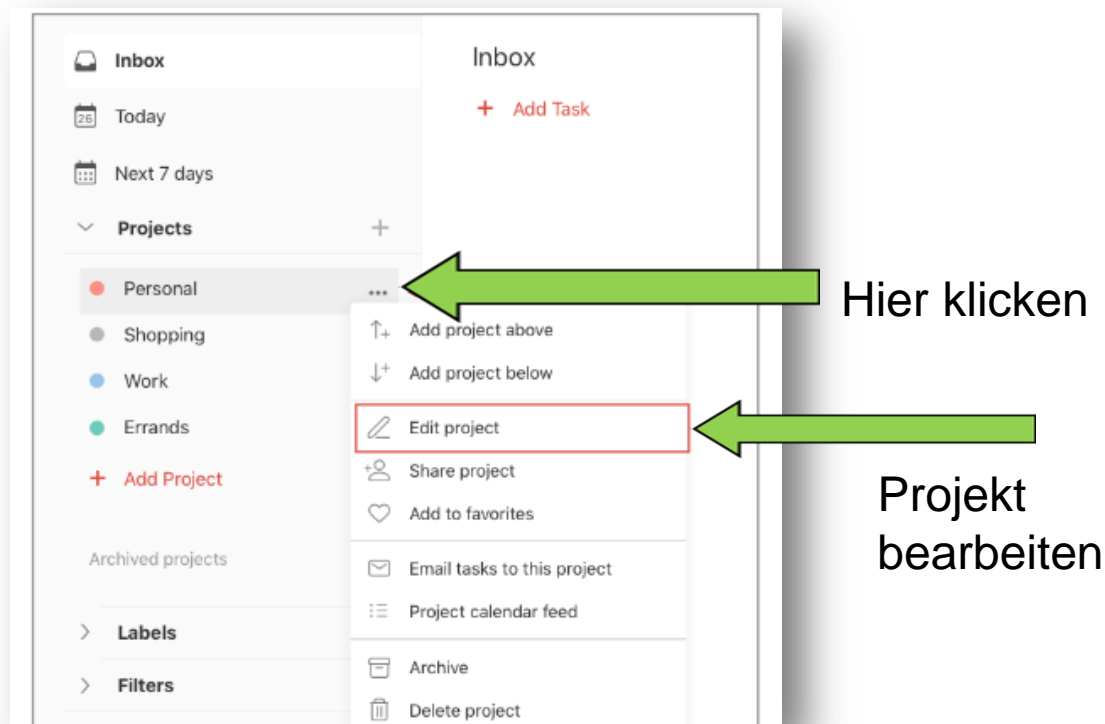 Inbox
Inbox
+ Add Task
26
Today
Next 7 days
Projects +
Personal ...
Hier klicken
Add project above
Shopping
Add project below
Work
Errands
Edit project
+ Add Project
Share project
Projekt
bearbeiten
Add to favorites
Archived projects
Email tasks to this project
Project calendar feed
Labels
Archive
Filters
Delete project